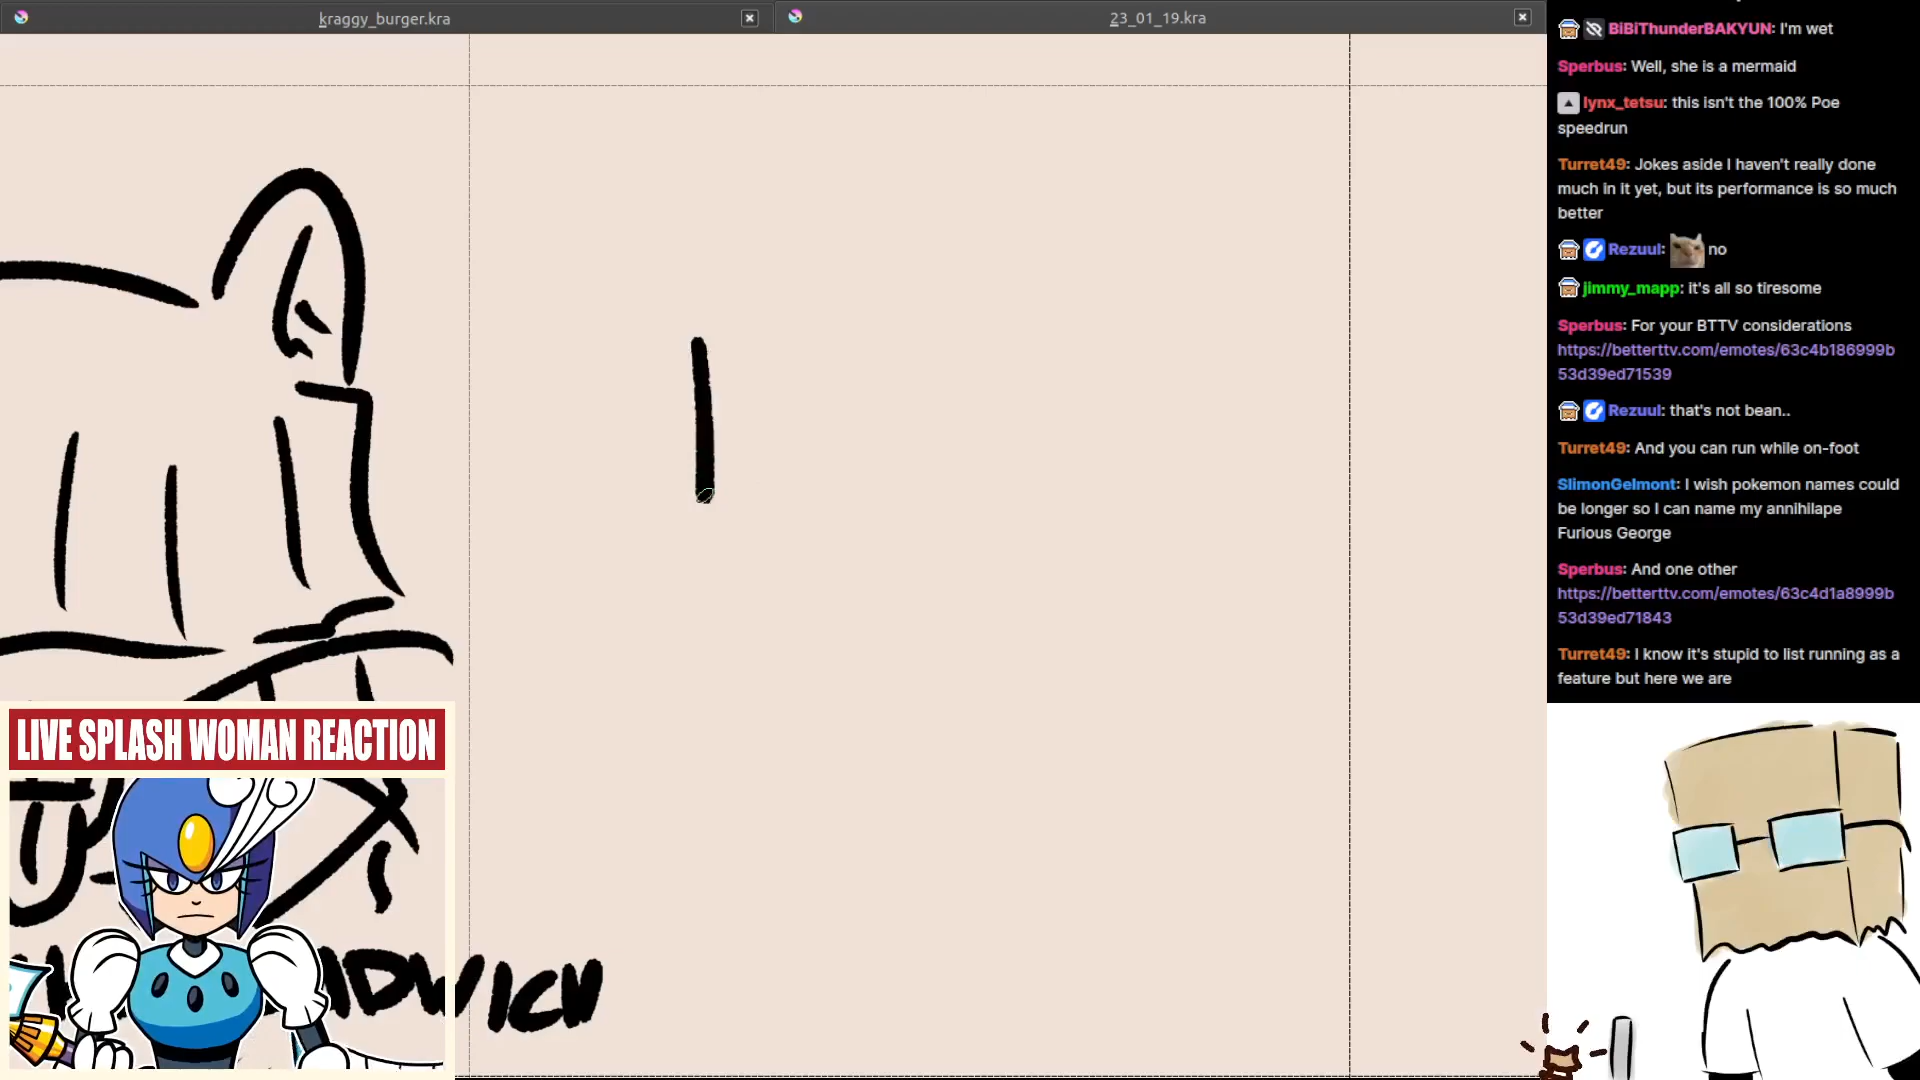 kraggy_burger.kra
23_01_19.kra
BiBiThunderBAKYUN: I'm wet
Sperbus: Well, she is a mermaid
lynx_tetsu: this isn't the 100% Poe
speedrun
Turret49: Jokes aside I haven't really done
much in it yet, but its performance is so much
better
Rezuul: no
jimmy_mapp: it's all so tiresome
Sperbus: For your BTTV considerations
https://betterttv.com/emotes/63c4b186999b
53d39ed71539
Rezuul: that's not bean..
Turret49: And you can run while on-foot
SlimonGelmont: I wish pokemon names could
be longer so I can name my annihilape
Furious George
Sperbus: And one other
https://betterttv.com/emotes/63c4d1a8999b
53d39ed71843
Turret49: I know it's stupid to list running as a
feature but here we are
LIVE SPLASH WOMAN REACTION